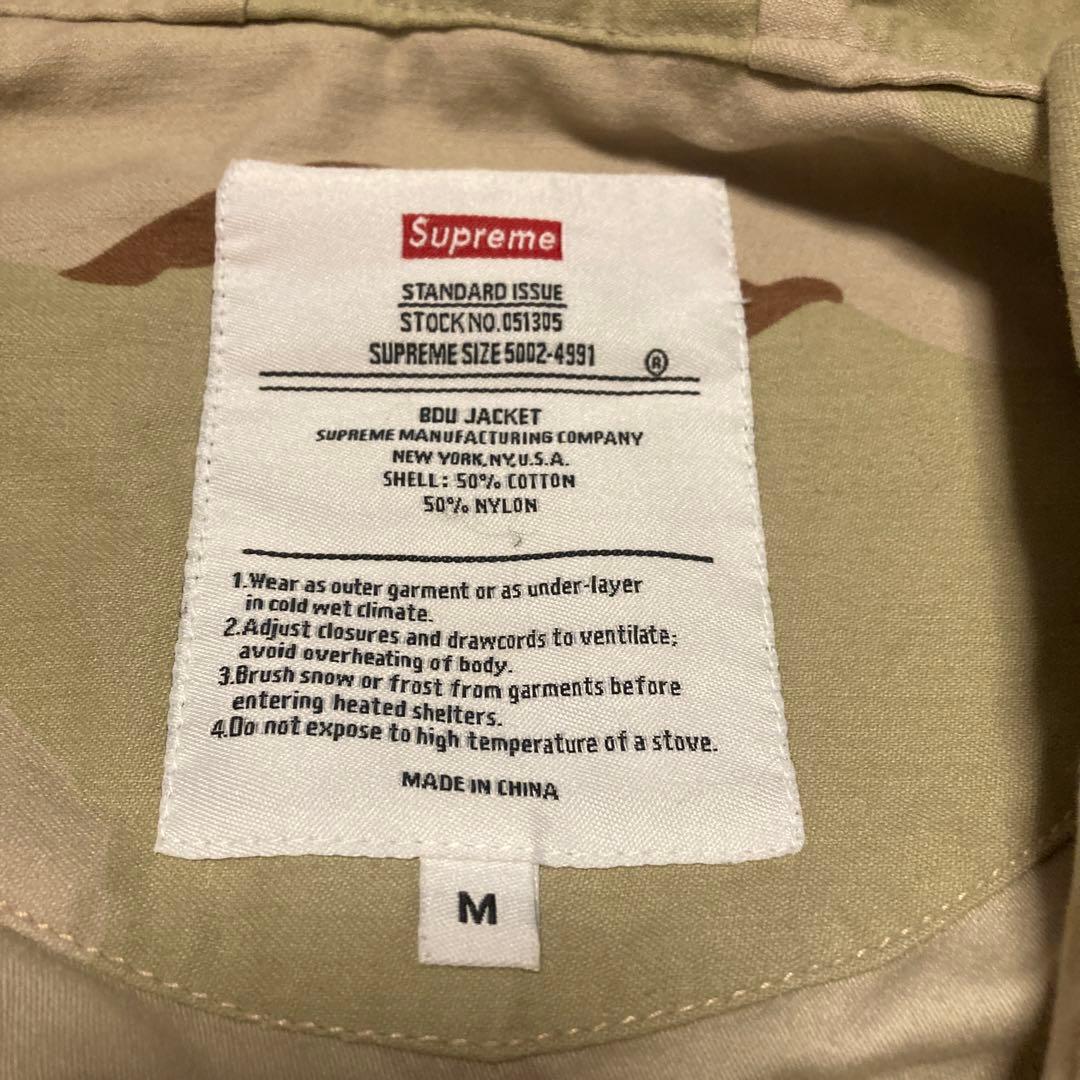 Supreme
STANDARD ISSUE
STOCK NO.051305
SUPREME SIZE 5002-4991 ®
BDU JACKET
SUPREME MANUFACTURING COMPANY
NEW YORK,NY,U.S.A.
SHELL: 50% COTTON
50% NYLON
1.Wear as outer garment or as under-layer
in cold wet climate.
2.Adjust closures and drawcords to ventilate;
avoid overheating of body.
3.Brush snow or frost from garments before
entering heated shelters.
4.Do not expose to high temperature of a stove.
MADE IN CHINA
M